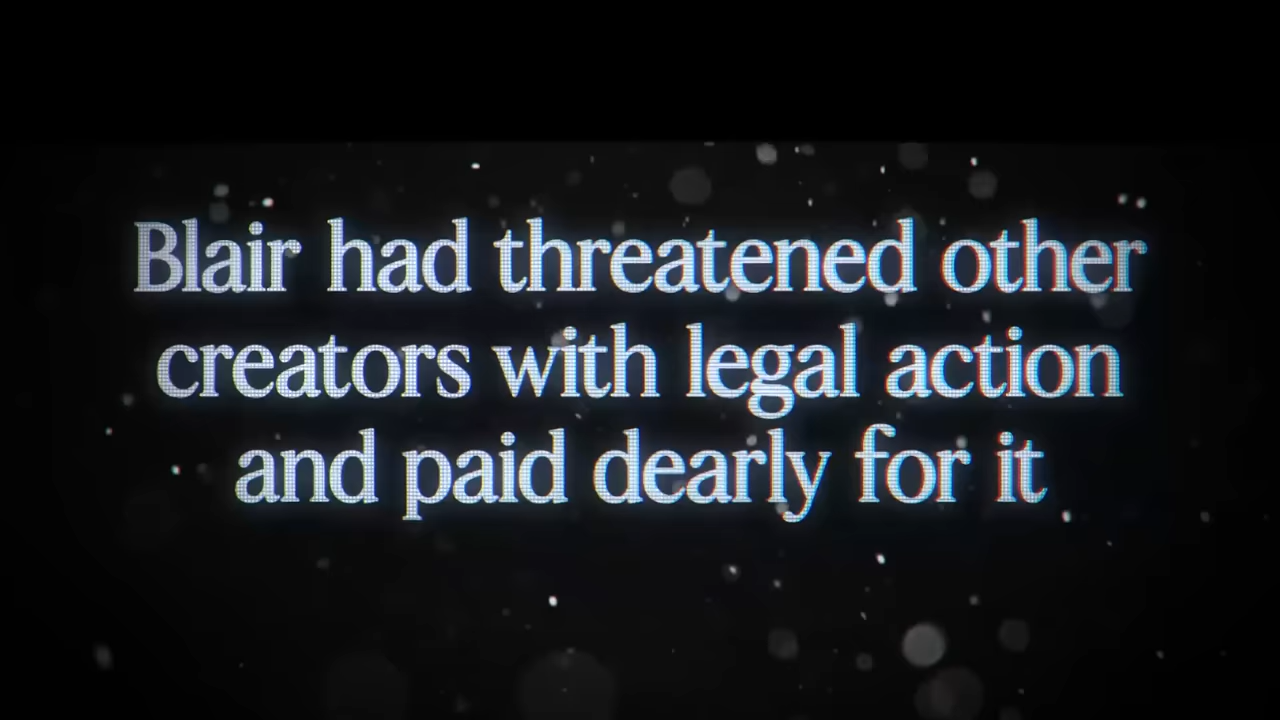 Blair had threatened other
creators with legal action
and paid dearly for it